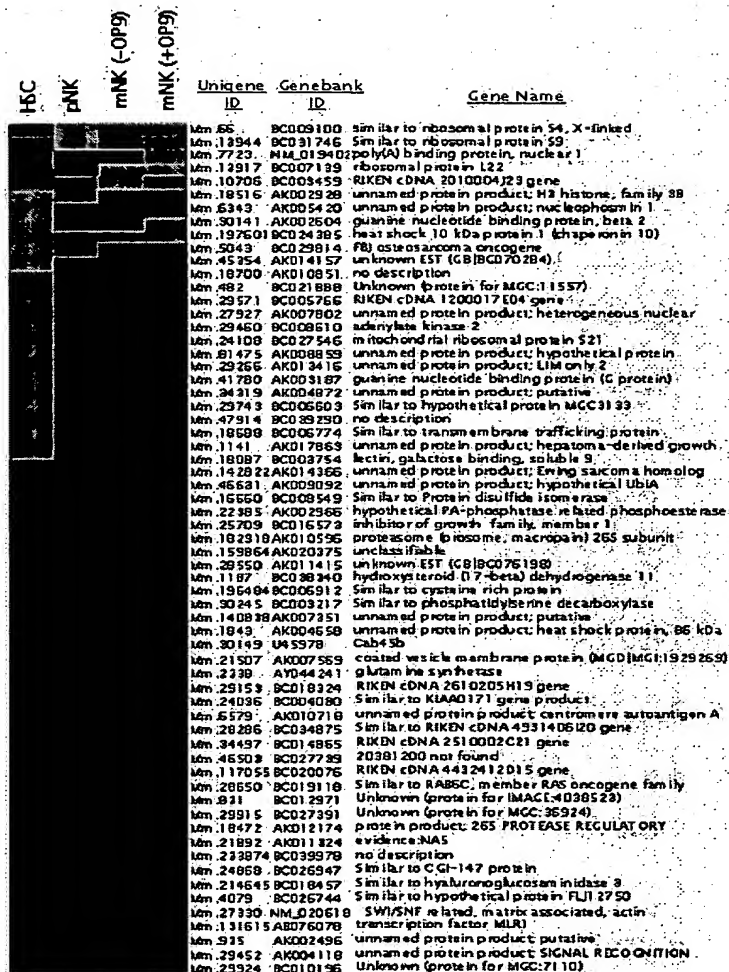 HSC
pNK
mNK (-OP9)
mNK (+OP9)
Unigene Genebank
ID ID
Gene Name
Mm.66 BC009100 Similar to ribosomal protein S4, X-linked
Mm.13944 BC031746 Similar to ribosomal protein S9
Mm.7723 NM_019402 poly(A) binding protein, nuclear 1
Mm.13917 BC007139 ribosomal protein L22
Mm.10706 BC003459 RIKEN cDNA 2010004J23 gene
Mm.18516 AK002928 unnamed protein product; H3 histone, family 3B
Mm.6343 AK005420 unnamed protein product; nucleophosmin 1
Mm.30141 AK002604 guanine nucleotide binding protein, beta 2
Mm.197601 BC024385 heat shock 10 kDa protein 1 (chaperonin 10)
Mm.5043 BC029814 FBJ osteosarcoma oncogene
Mm.45354 AK014157 unknown EST (GB|BC070284)
Mm.18700 AK010851 no description
Mm.482 BC021888 Unknown (protein for MGC:11557)
Mm.29571 BC005766 RIKEN cDNA 1200017E04 gene
Mm.27927 AK007802 unnamed protein product; heterogeneous nuclear
Mm.29460 BC008610 adenylate kinase 2
Mm.24108 BC027546 mitochondrial ribosomal protein S21
Mm.81475 AK008859 unnamed protein product; hypothetical protein
Mm.29266 AK013416 unnamed protein product; LIM only 2
Mm.41780 AK003187 guanine nucleotide binding protein (G protein)
Mm.34319 AK004872 unnamed protein product; putative
Mm.29743 BC006603 Similar to hypothetical protein MGC3133
Mm.47914 BC039230 no description
Mm.18688 BC006774 Similar to transmembrane trafficking protein
Mm.1141 AK017863 unnamed protein product; hepatoma-derived growth
Mm.18087 BC003754 lectin, galactose binding, soluble 9
Mm.142822 AK014366 unnamed protein product; Ewing sarcoma homolog
Mm.46631 AK009092 unnamed protein product; hypothetical UbiA
Mm.16660 BC008549 Similar to Protein disulfide isomerase
Mm.22385 AK002966 hypothetical PA-phosphatase related phosphoesterase
Mm.25709 BC016573 inhibitor of growth family, member 1
Mm.182918 AK010596 proteasome (prosome, macropain) 26S subunit
Mm.159864 AK020375 unclassifiable
Mm.28550 AK011415 unknown EST (GB|BC076198)
Mm.1187 BC038340 hydroxysteroid (17-beta) dehydrogenase 11
Mm.196484 BC006912 Similar to cysteine rich protein
Mm.30245 BC003217 Similar to phosphatidylserine decarboxylase
Mm.140838 AK007351 unnamed protein product; putative
Mm.1843 AK004658 unnamed protein product; heat shock protein, 86 kDa
Mm.30149 U45978 Cab45b
Mm.21507 AK007569 coated vesicle membrane protein (MGD|MGI:1929269)
Mm.2338 AY044241 glutamine synthetase
Mm.29153 BC018324 RIKEN cDNA 2610205H19 gene
Mm.24036 BC004080 Similar to KIAA0171 gene product
Mm.6579 AK010718 unnamed protein product; centromere autoantigen A
Mm.28286 BC034875 Similar to RIKEN cDNA 4931406I20 gene
Mm.34497 BC014865 RIKEN cDNA 2510002C21 gene
Mm.46503 BC027739 20381200 not found
Mm.117055 BC020076 RIKEN cDNA 4432412D15 gene
Mm.28650 BC019118 Similar to RAB6C, member RAS oncogene family
Mm.831 BC012971 Unknown (protein for IMAGE:4038523)
Mm.29915 BC027391 Unknown (protein for MGC:36924)
Mm.18472 AK012174 protein product; 26S PROTEASE REGULATORY
Mm.21892 AK011324 evidence:NAS
Mm.233874 BC039978 no description
Mm.24868 BC026947 Similar to CGI-147 protein
Mm.214645 BC018457 Similar to hyaluronoglucosaminidase 3
Mm.4079 BC026744 Similar to hypothetical protein FLJ12750
Mm.27330 NM_020618 SWI/SNF related, matrix associated, actin
Mm.131615 AB076078 transcription factor MLR1
Mm.935 AK002496 unnamed protein product; putative
Mm.29452 AK004118 unnamed protein product; SIGNAL RECOGNITION
Mm.29924 BC010196 Unknown (protein for MGC:7110)